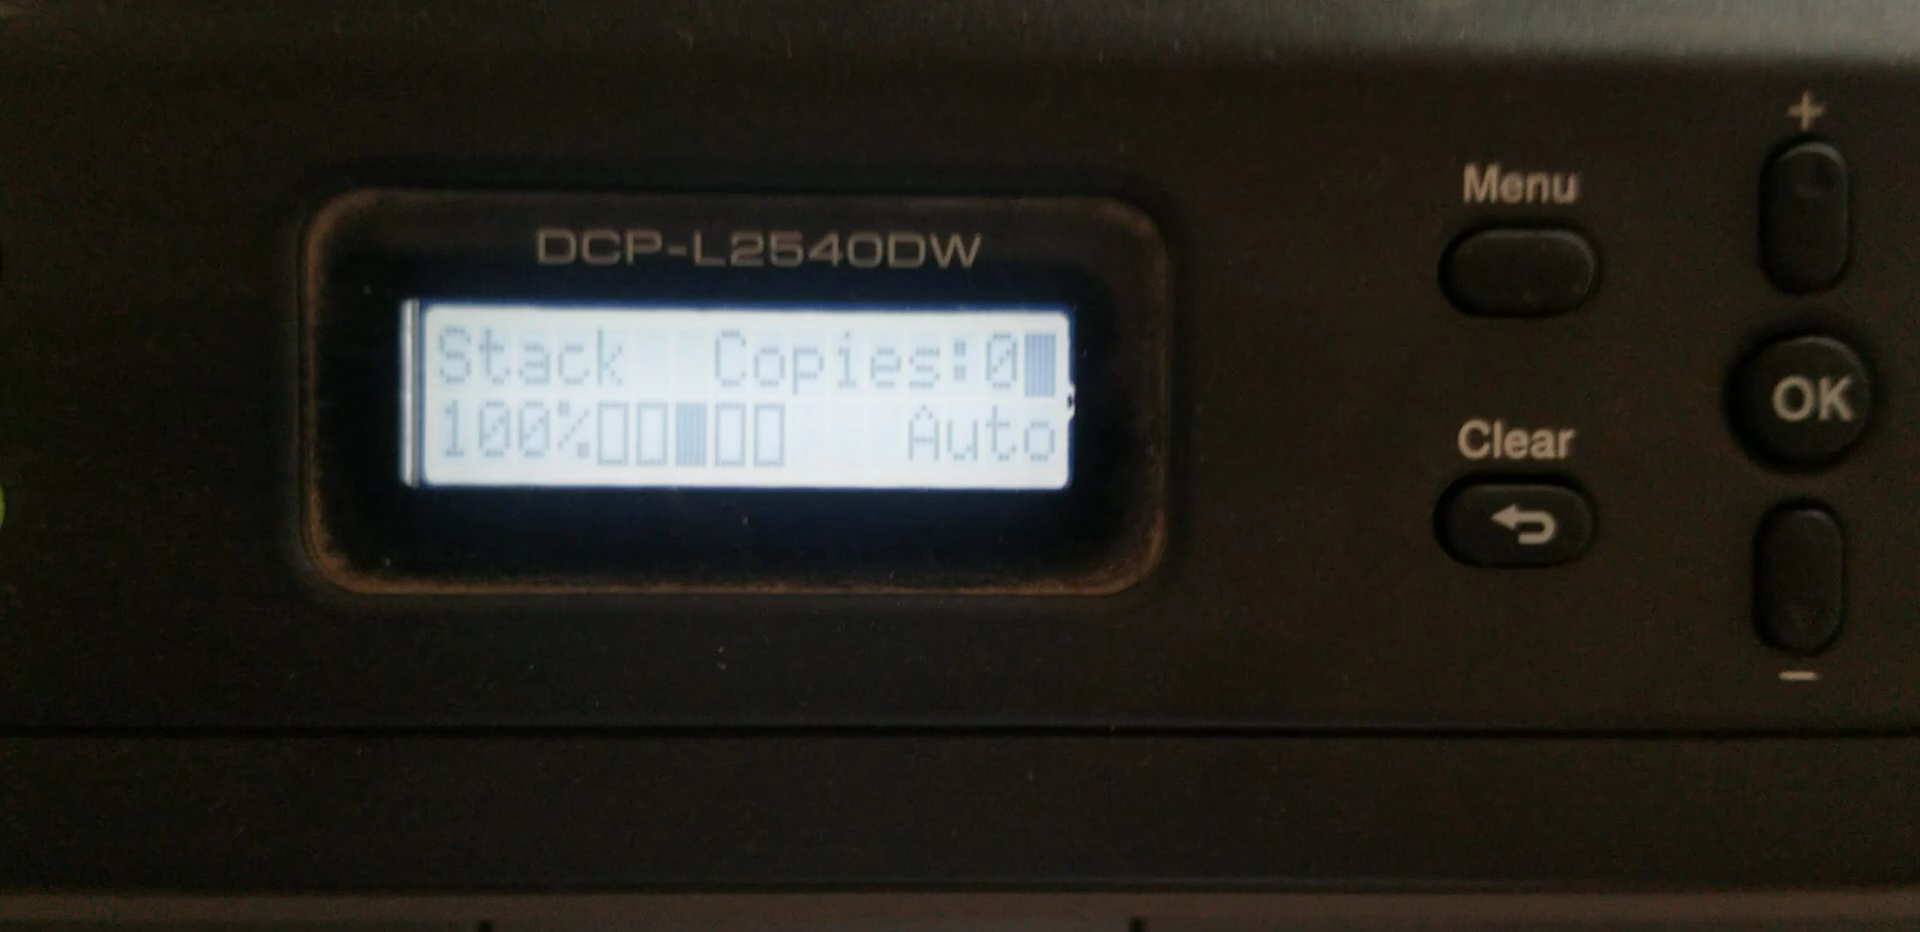 DCP-L2540DW
Stack Copies:0█
100%▯▯▮▯▯ Auto
Menu
Clear
+
OK
-